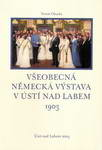 VŠEOBECNÁ
NĚMECKÁ VÝSTAVA
V ÚSTÍ NAD LABEM
1903
Ústí nad Labem 2003